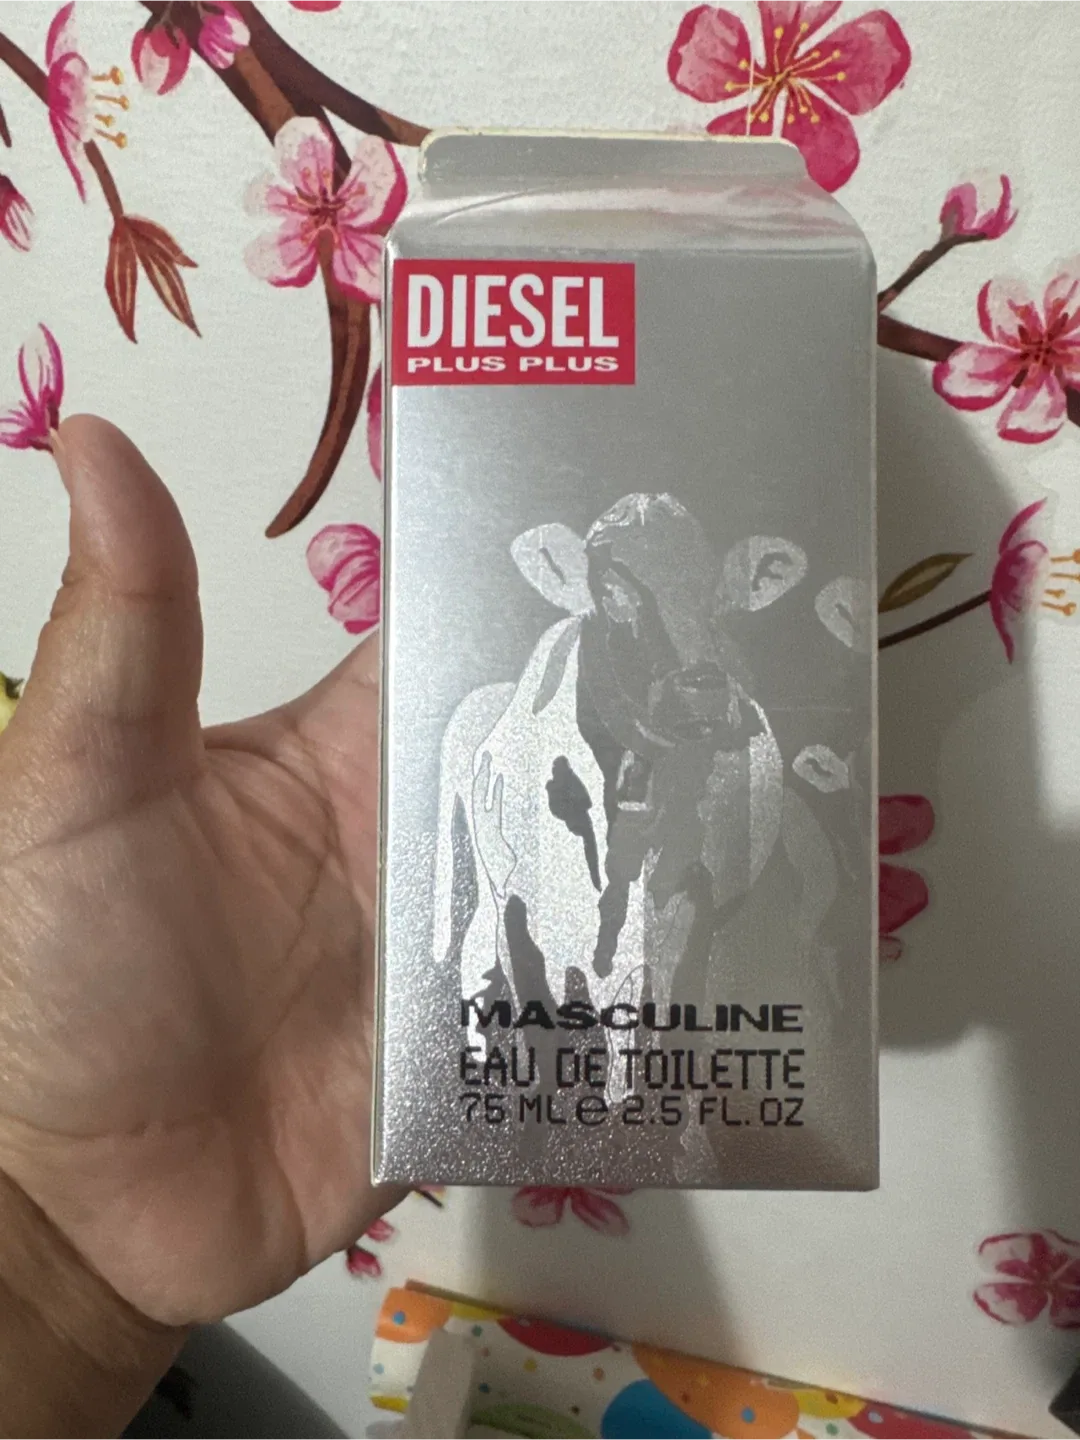 DIESEL
PLUS PLUS
MASCULINE
EAU DE TOILETTE
75 ML e 2.5 FL. OZ